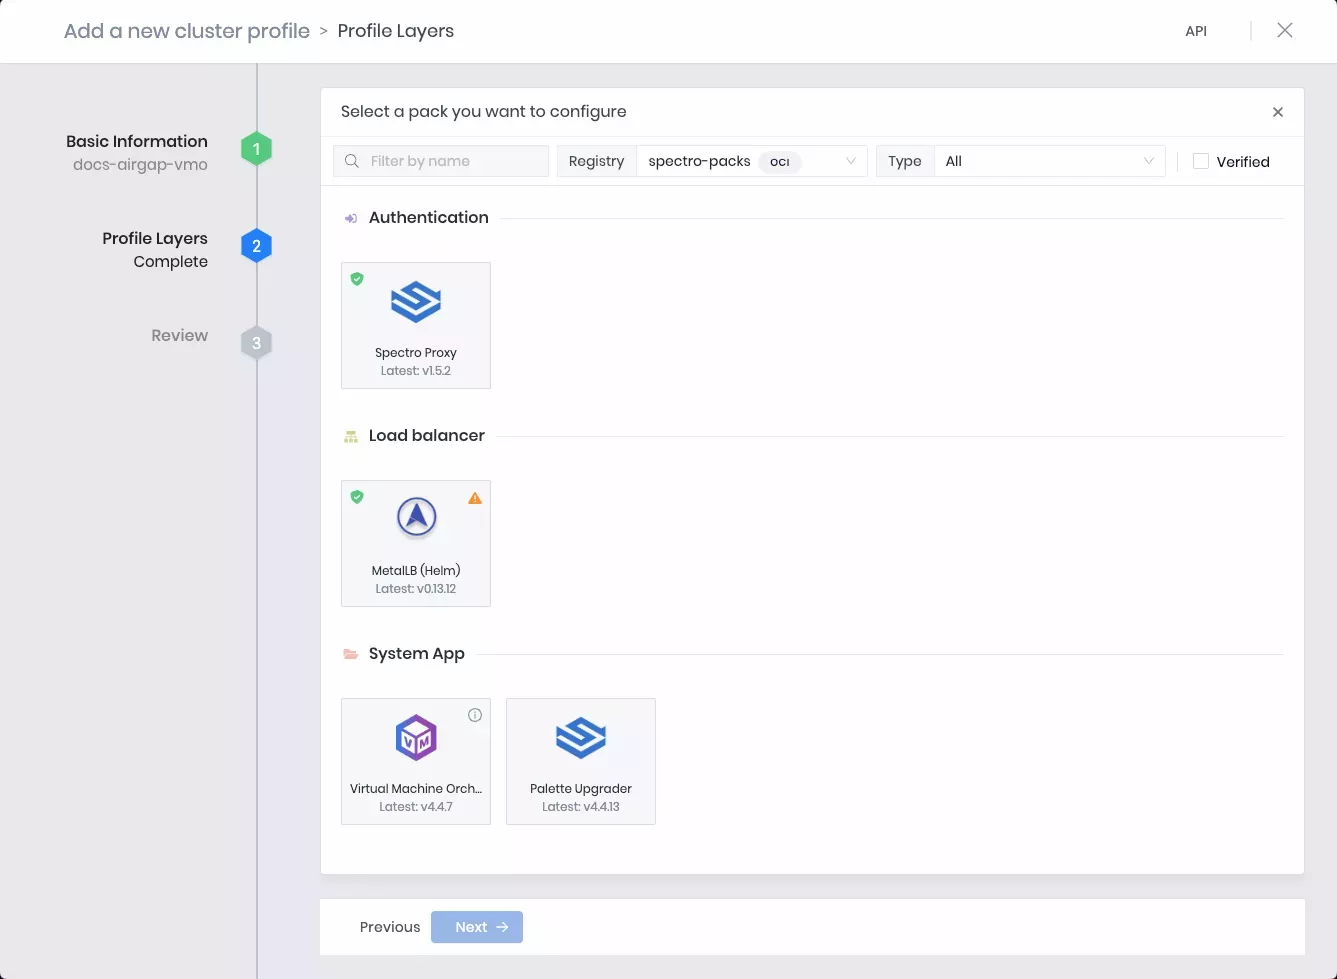 Add a new cluster profile > Profile Layers
API
Basic Information
docs-airgap-vmo
1
Profile Layers
Complete
2
Review
3
Select a pack you want to configure
Filter by name
Registry spectro-packs OCI
Type All
Verified
Authentication
Spectro Proxy
Latest: v1.5.2
Load balancer
MetalLB (Helm)
Latest: v0.13.12
System App
VM
Virtual Machine Orch...
Latest: v4.4.7
Palette Upgrader
Latest: v4.4.13
Previous
Next →